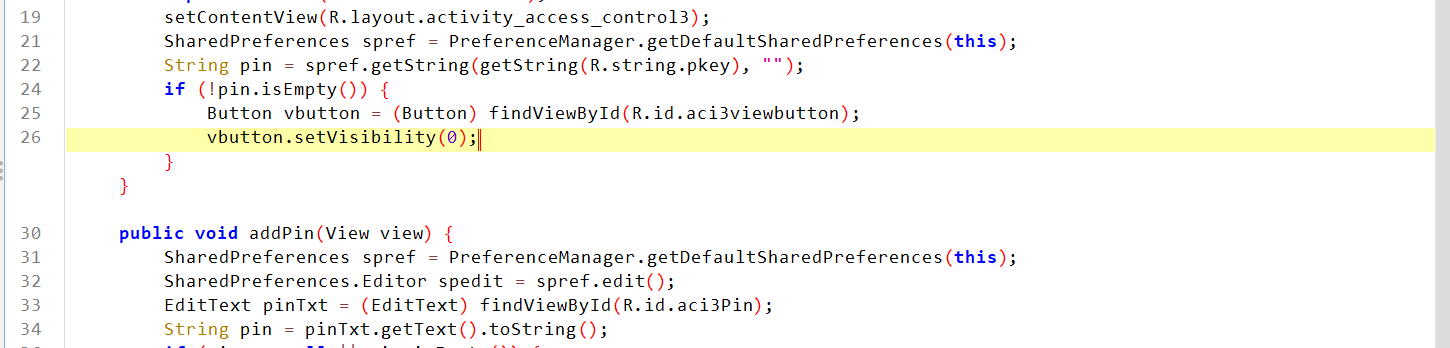 19 setContentView(R.layout.activity_access_control3);
21 SharedPreferences spref = PreferenceManager.getDefaultSharedPreferences(this);
22 String pin = spref.getString(getString(R.string.pkey), "");
24 if (!pin.isEmpty()) {
25 Button vbutton = (Button) findViewById(R.id.aci3viewbutton);
26 vbutton.setVisibility(0);
}
}
30 public void addPin(View view) {
31 SharedPreferences spref = PreferenceManager.getDefaultSharedPreferences(this);
32 SharedPreferences.Editor spedit = spref.edit();
33 EditText pinTxt = (EditText) findViewById(R.id.aci3Pin);
34 String pin = pinTxt.getText().toString();